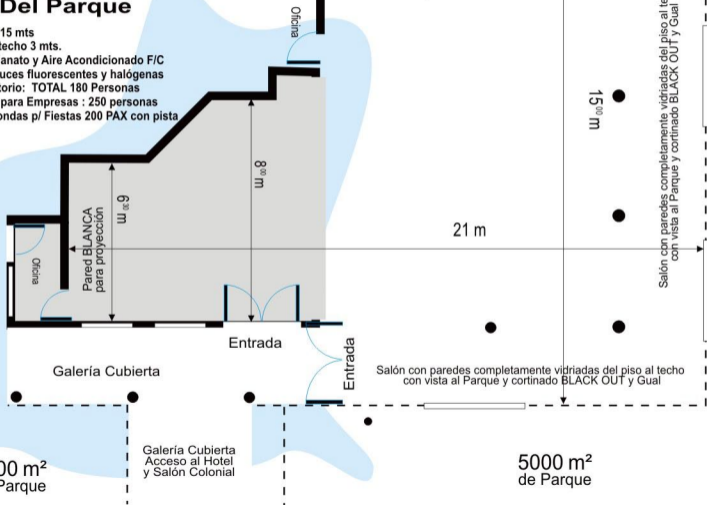 Del Parque
15 mts
techo 3 mts.
anato y Aire Acondicionado F/C
uces fluorescentes y halógenas
torio: TOTAL 180 Personas
para Empresas : 250 personas
ondas p/ Fiestas 200 PAX con pista
Oficina
15⁰⁰ m
Salón con paredes completamente vidriadas del piso al te
con vista al Parque y cortinado BLACK OUT y Gual
8⁰⁰ m
6³⁰ m
Pared BLANCA
para proyección
Oficina
21 m
Entrada
Entrada
Galería Cubierta
Salón con paredes completamente vidriadas del piso al techo
con vista al Parque y cortinado BLACK OUT y Gual
Galería Cubierta
Acceso al Hotel
y Salón Colonial
00 m²
Parque
5000 m²
de Parque